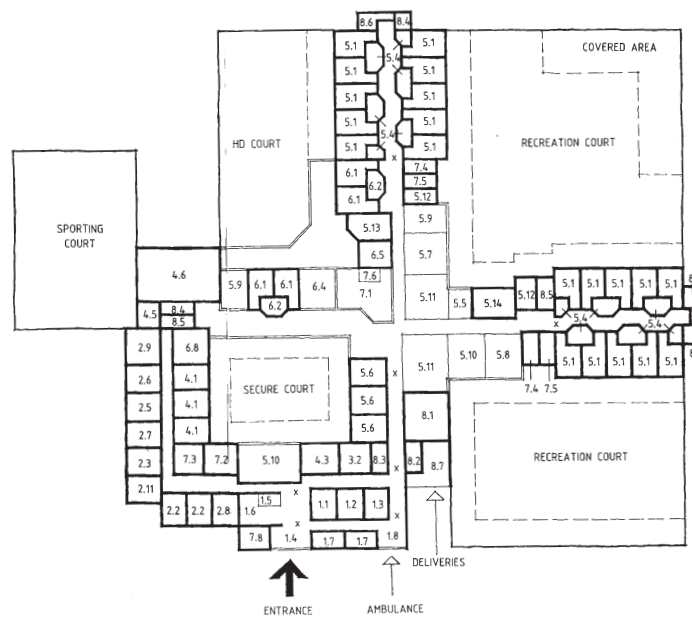 8.6 8.4
5.1 5.1
5.4
COVERED AREA
5.1 5.1
5.1 5.1
5.1 5.1
5.4
HD COURT
RECREATION COURT
5.1 5.1
x
6.1 7.4
6.2 7.5
6.1 5.12
5.9
5.13
SPORTING
COURT
6.5 5.7
4.6 5.9 6.1 6.1 6.4 7.6
7.1
5.12 8.5 5.1 5.1 5.1 5.1 5.1
6.2 5.11 5.5 5.14
4.5 8.4
8.5
x 5.4 5.4
2.9 6.8
5.11 5.10 5.8
5.1 5.1 5.1 5.1 5.1
5.6 x
2.6 4.1
SECURE COURT
7.4 7.5
2.5 4.1 5.6
8.1
2.7 4.1 5.6
2.3 7.3 7.2 5.10 4.3 3.2 8.3 x 8.2 8.7
RECREATION COURT
2.11 x
2.2 2.2 2.8 1.6 1.5 1.1 1.2 1.3
x x
7.8 1.4 1.7 1.7 1.8
DELIVERIES
ENTRANCE AMBULANCE